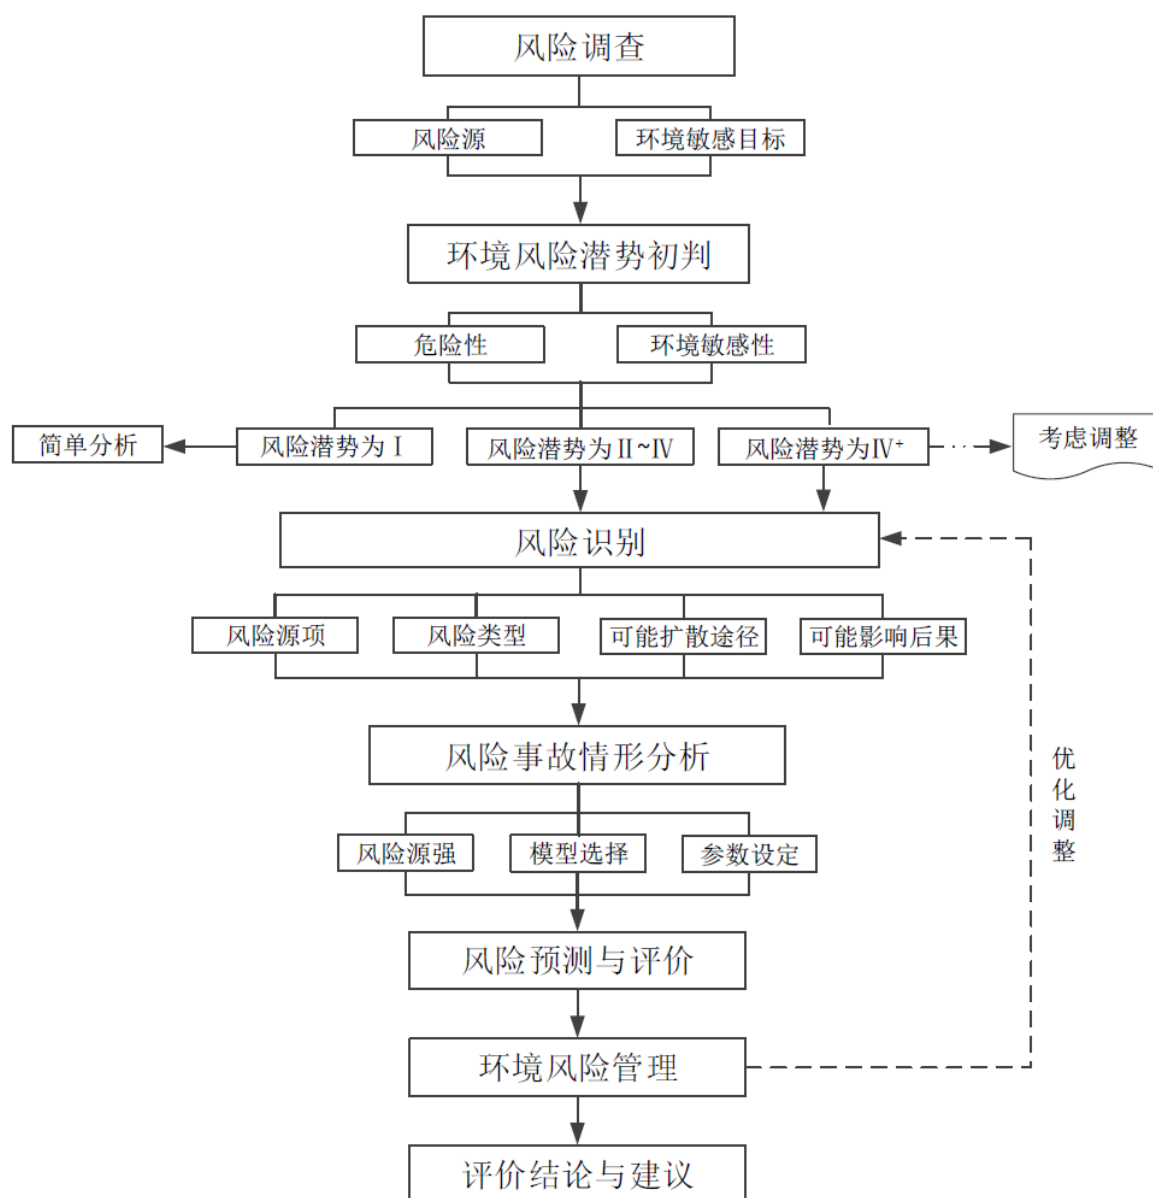 风险调查
风险源
环境敏感目标
环境风险潜势初判
危险性
环境敏感性
简单分析
风险潜势为Ⅰ
风险潜势为Ⅱ~Ⅳ
风险潜势为Ⅳ⁺
考虑调整
风险识别
风险源项
风险类型
可能扩散途径
可能影响后果
风险事故情形分析
优化调整
风险源强
模型选择
参数设定
风险预测与评价
环境风险管理
评价结论与建议